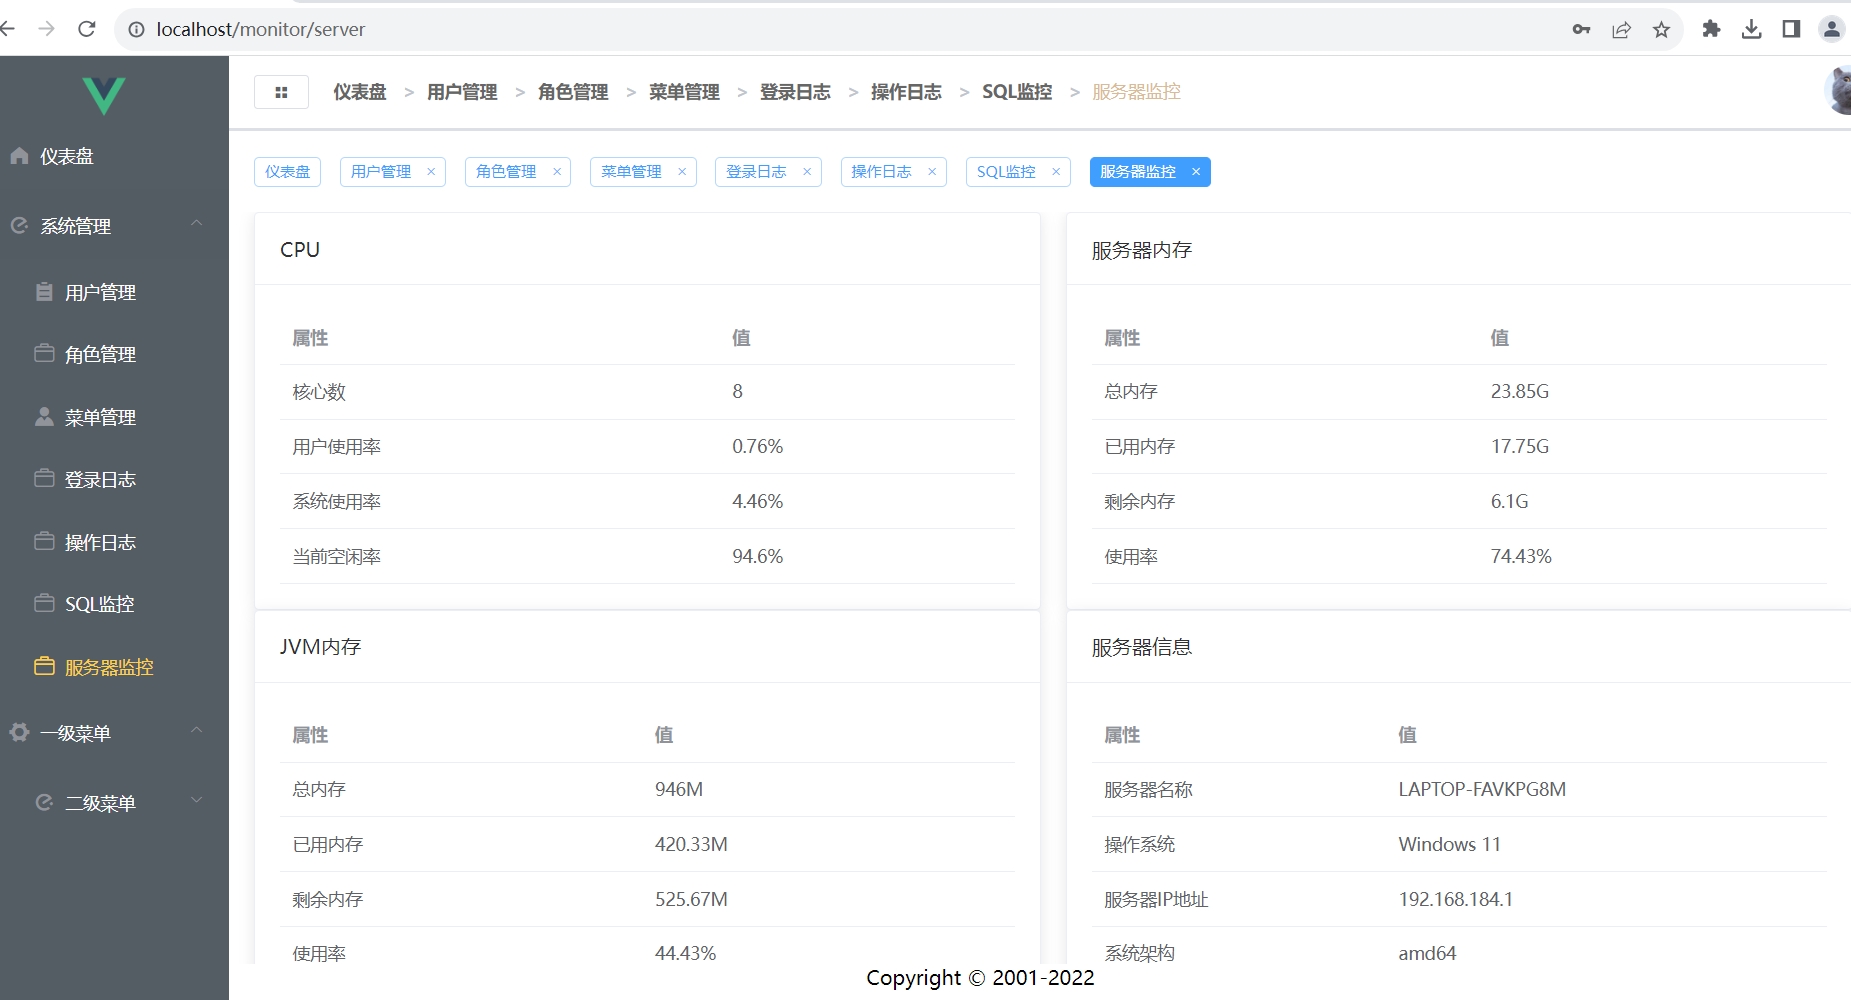 localhost/monitor/server
仪表盘 > 用户管理 > 角色管理 > 菜单管理 > 登录日志 > 操作日志 > SQL监控 > 服务器监控
仪表盘 用户管理 × 角色管理 × 菜单管理 × 登录日志 × 操作日志 × SQL监控 × 服务器监控 ×
仪表盘
系统管理
用户管理
角色管理
菜单管理
登录日志
操作日志
SQL监控
服务器监控
一级菜单
二级菜单
CPU
属性 值
核心数 8
用户使用率 0.76%
系统使用率 4.46%
当前空闲率 94.6%
服务器内存
属性 值
总内存 23.85G
已用内存 17.75G
剩余内存 6.1G
使用率 74.43%
JVM内存
属性 值
总内存 946M
已用内存 420.33M
剩余内存 525.67M
使用率 44.43%
服务器信息
属性 值
服务器名称 LAPTOP-FAVKPG8M
操作系统 Windows 11
服务器IP地址 192.168.184.1
系统架构 amd64
Copyright © 2001-2022